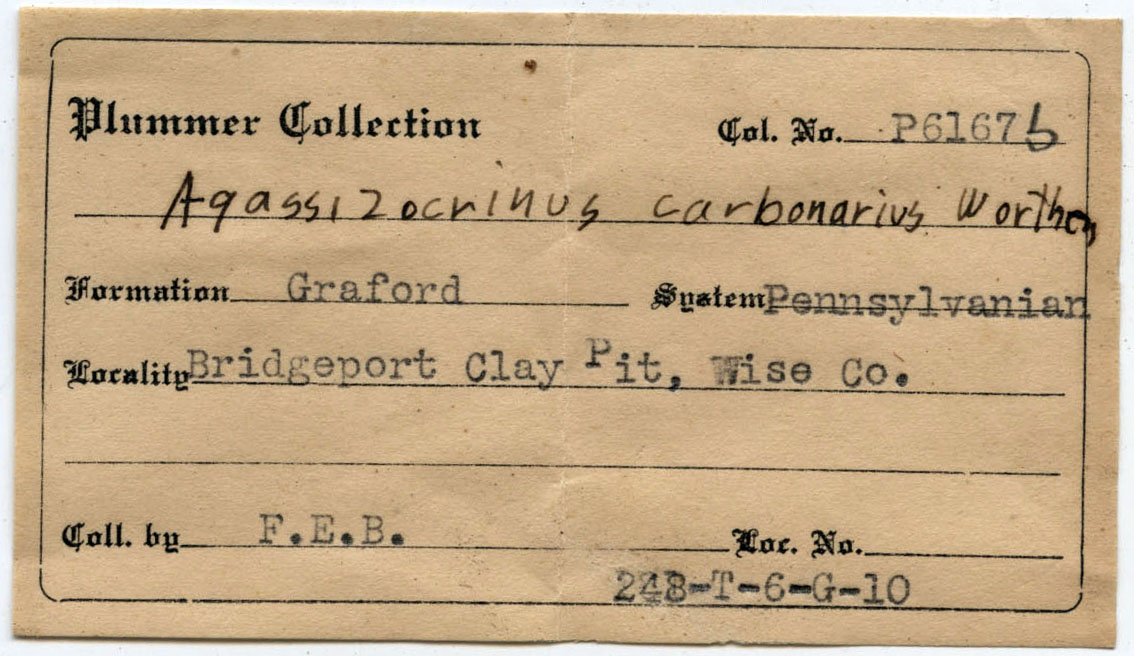 Plummer Collection Col. No. P6167b
Agassizocrinus carbonarius Worthen
Formation Graford System Pennsylvanian
Locality Bridgeport Clay Pit, Wise Co.
Coll. by F.E.B. Loc. No.
248-T-6-G-10